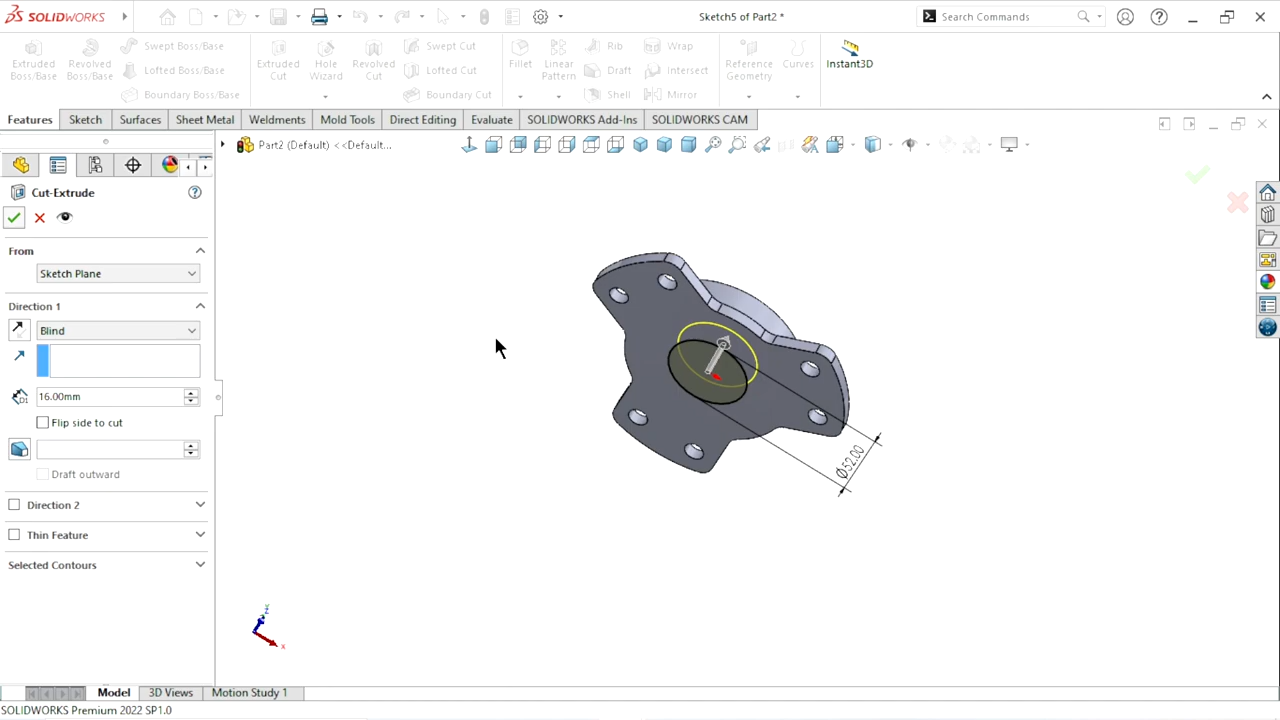 SOLIDWORKS
Sketch5 of Part2 *
Search Commands
Extruded Boss/Base
Revolved Boss/Base
Swept Boss/Base
Lofted Boss/Base
Boundary Boss/Base
Extruded Cut
Hole Wizard
Revolved Cut
Swept Cut
Lofted Cut
Boundary Cut
Fillet
Linear Pattern
Rib
Draft
Shell
Wrap
Intersect
Mirror
Reference Geometry
Curves
Instant3D
Features Sketch Surfaces Sheet Metal Weldments Mold Tools Direct Editing Evaluate SOLIDWORKS Add-Ins SOLIDWORKS CAM
Part2 (Default) <<Default...
Cut-Extrude
From
Sketch Plane
Direction 1
Blind
16.00mm
Flip side to cut
Draft outward
Direction 2
Thin Feature
Selected Contours
Ø52.00
Z
X
Model 3D Views Motion Study 1
SOLIDWORKS Premium 2022 SP1.0